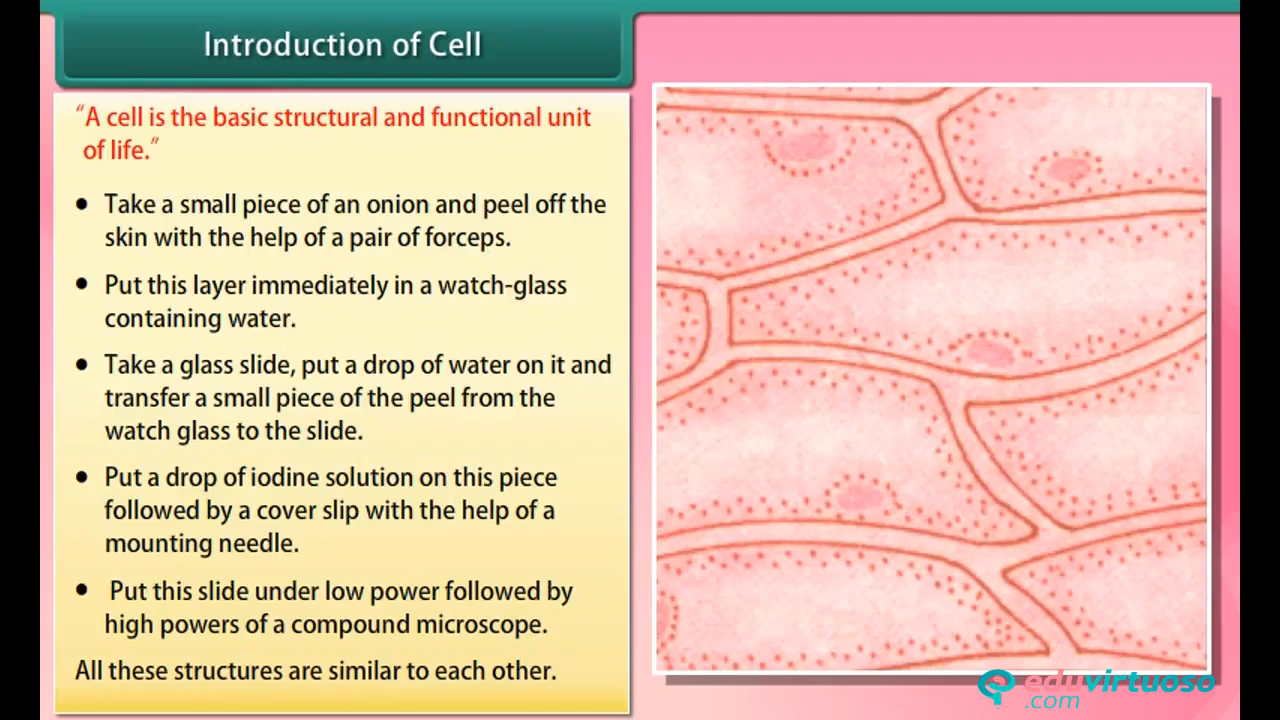 Introduction of Cell
“A cell is the basic structural and functional unit
of life.”
• Take a small piece of an onion and peel off the
skin with the help of a pair of forceps.
• Put this layer immediately in a watch-glass
containing water.
• Take a glass slide, put a drop of water on it and
transfer a small piece of the peel from the
watch glass to the slide.
• Put a drop of iodine solution on this piece
followed by a cover slip with the help of a
mounting needle.
• Put this slide under low power followed by
high powers of a compound microscope.
All these structures are similar to each other.
eduvirtuoso
.com